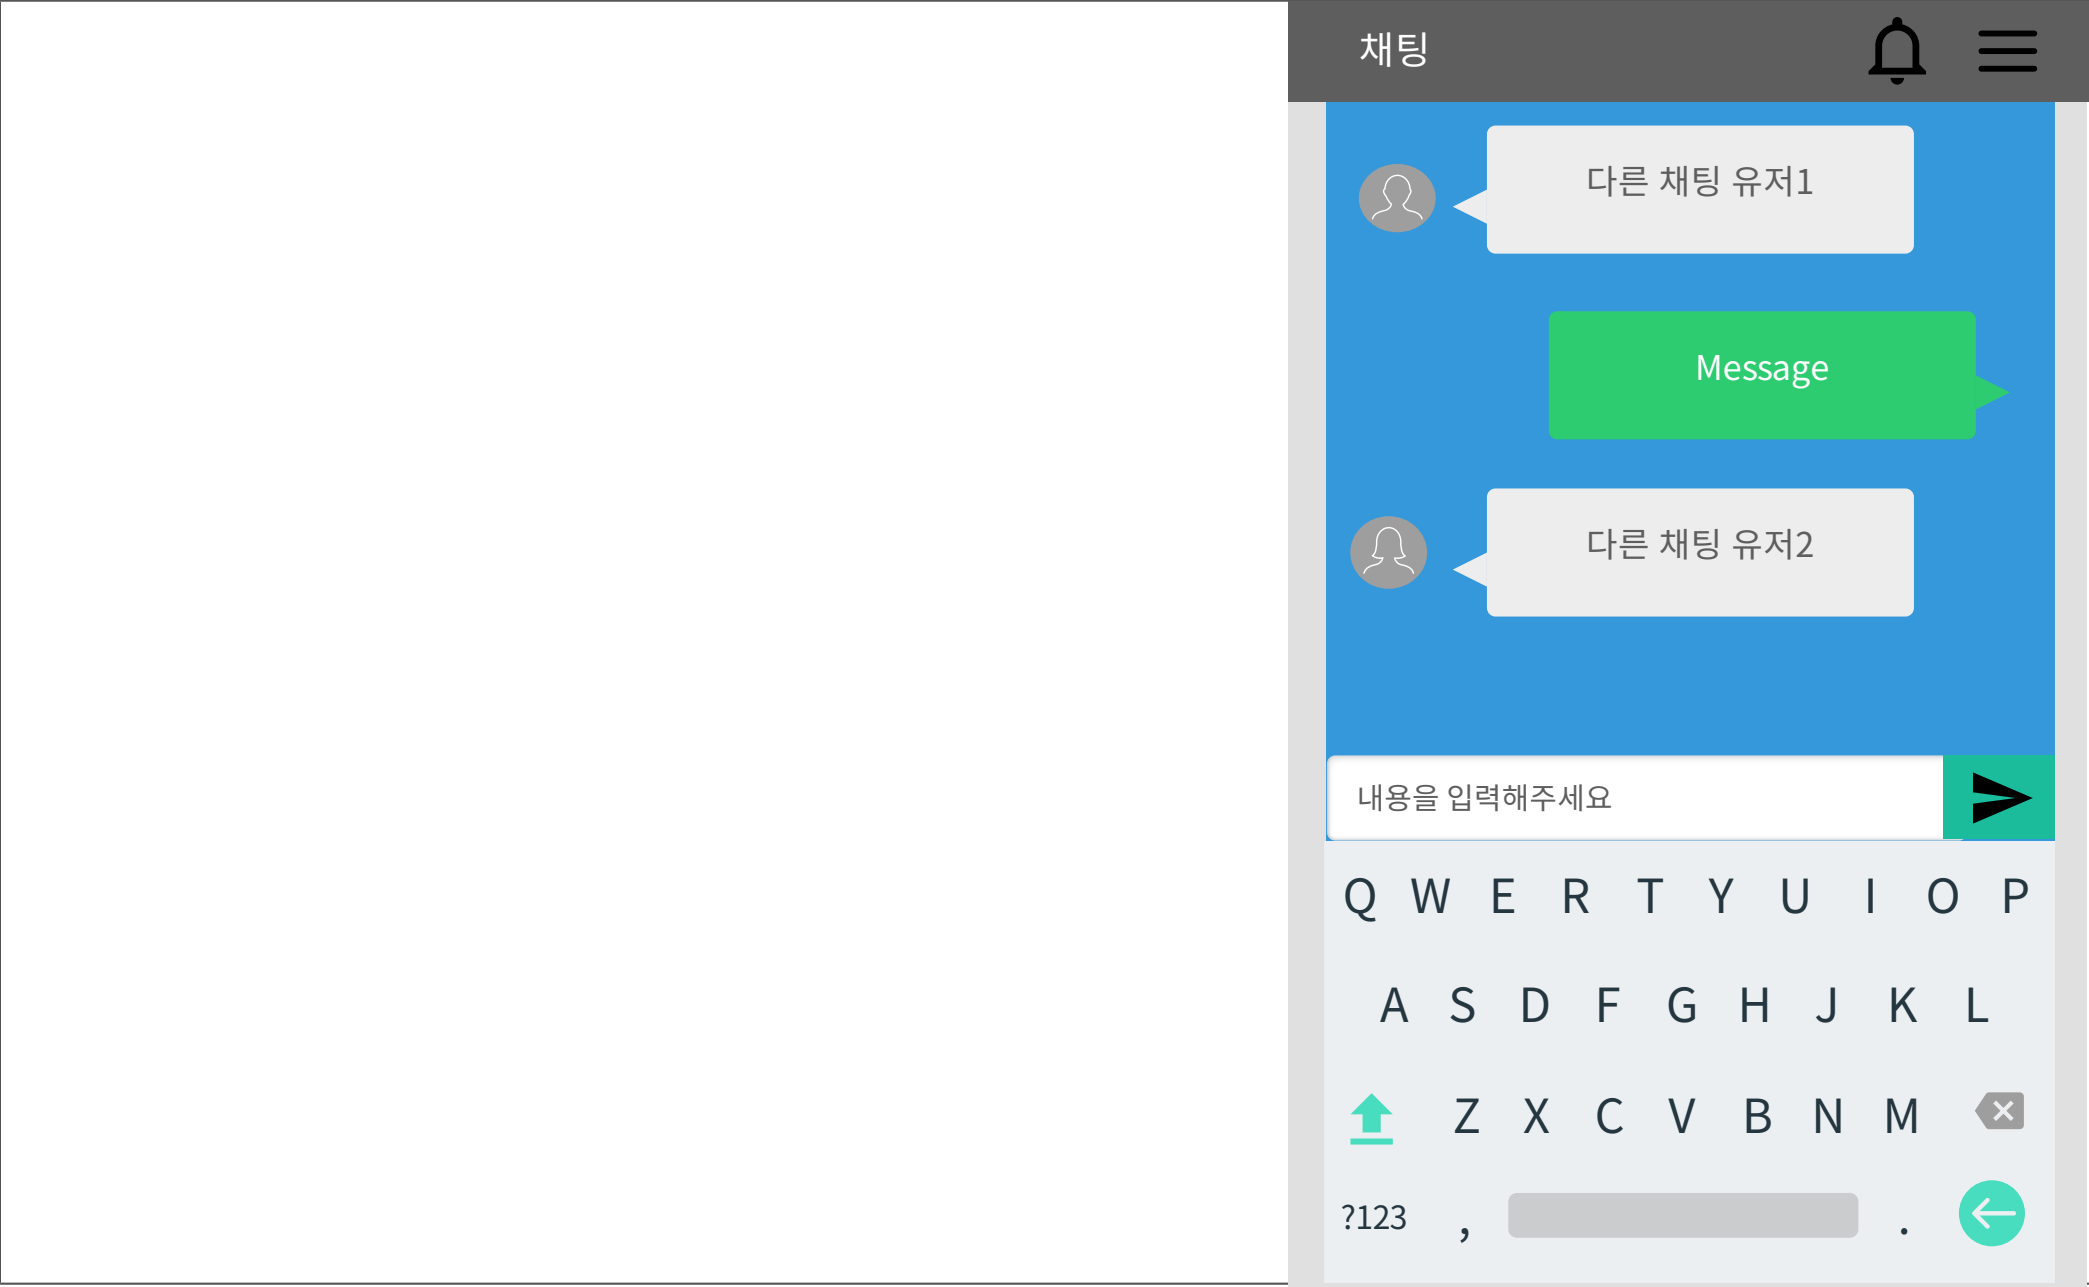 채팅
다른 채팅 유저1
Message
다른 채팅 유저2
내용을 입력해주세요
Q W E R T Y U I O P
A S D F G H J K L
Z X C V B N M
?123 , .